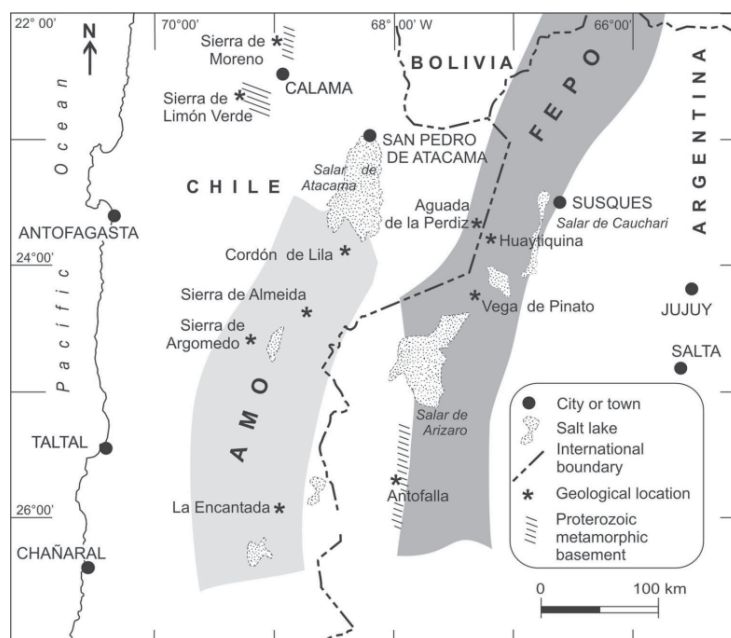 22° 00'
70°00'
68°00' W
66°00'
N
Sierra de
Moreno
CALAMA
Sierra de
Limón Verde
BOLIVIA
FEPO
ARGENTINA
Pacific Ocean
SAN PEDRO
DE ATACAMA
Salar de
Atacama
CHILE
ANTOFAGASTA
Aguada
de la Perdiz
SUSQUES
Salar de Cauchari
Huaytiquina
Cordón de Lila
24°00'
Sierra de Almeida
Vega de Pinato
JUJUY
Sierra de
Argomedo
SALTA
AMO
Salar de
Arizaro
TALTAL
Antofalla
La Encantada
26°00'
CHAÑARAL
City or town
Salt lake
International
boundary
Geological location
Proterozoic
metamorphic
basement
0 100 km